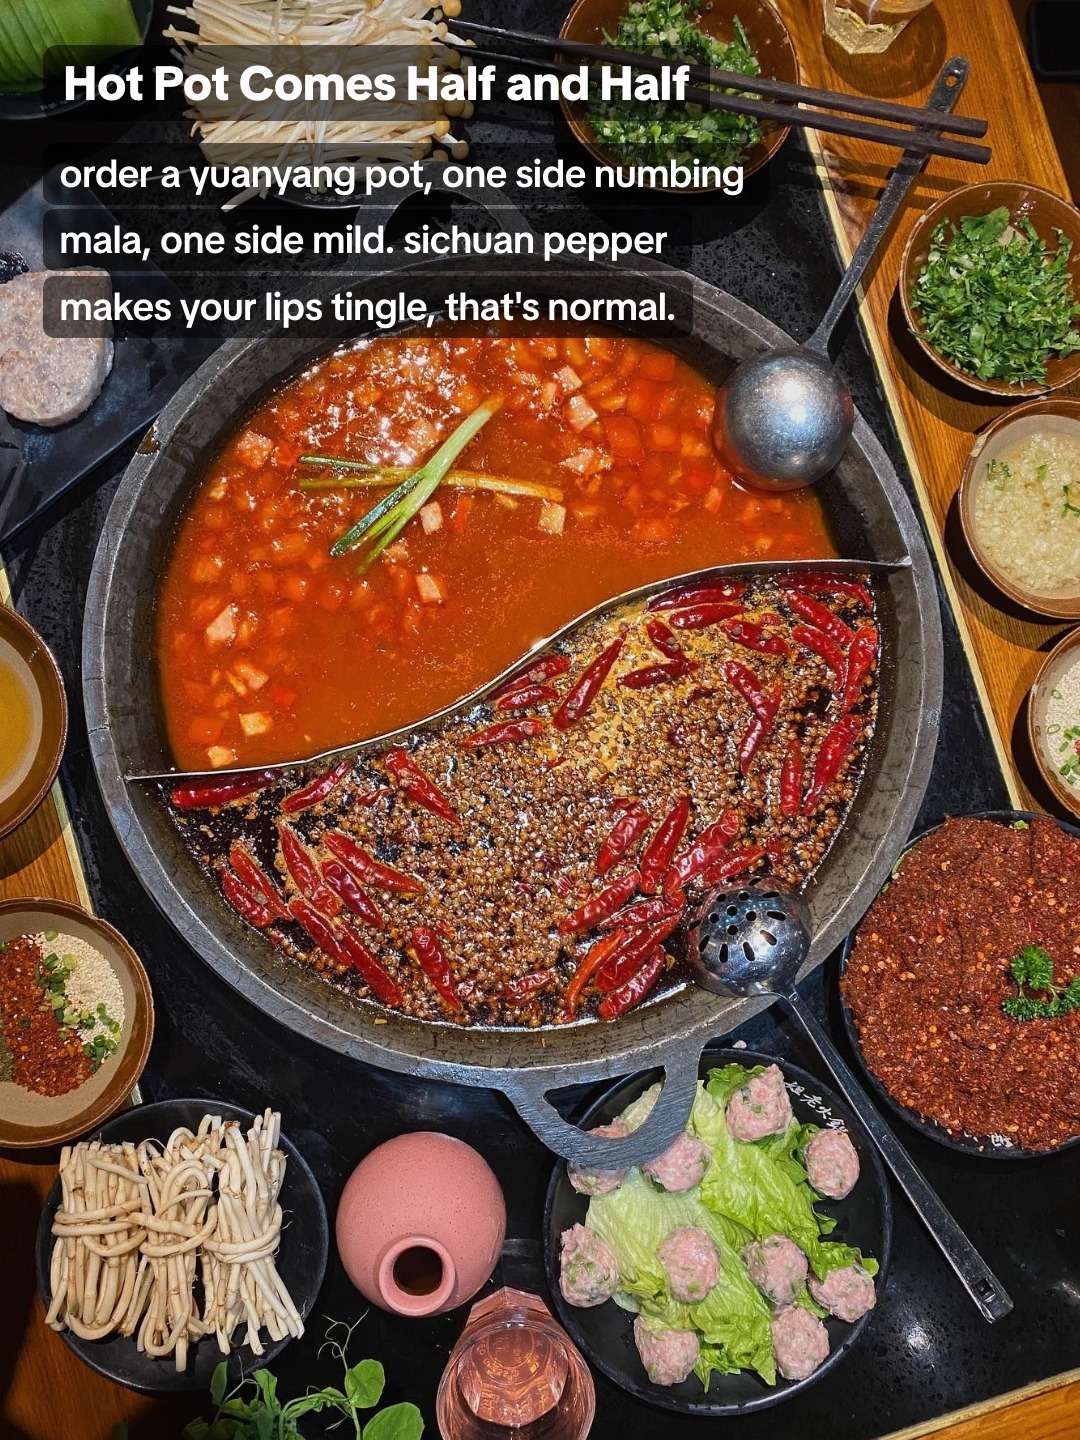 Hot Pot Comes Half and Half
order a yuanyang pot, one side numbing
mala, one side mild. sichuan pepper
makes your lips tingle, that's normal.